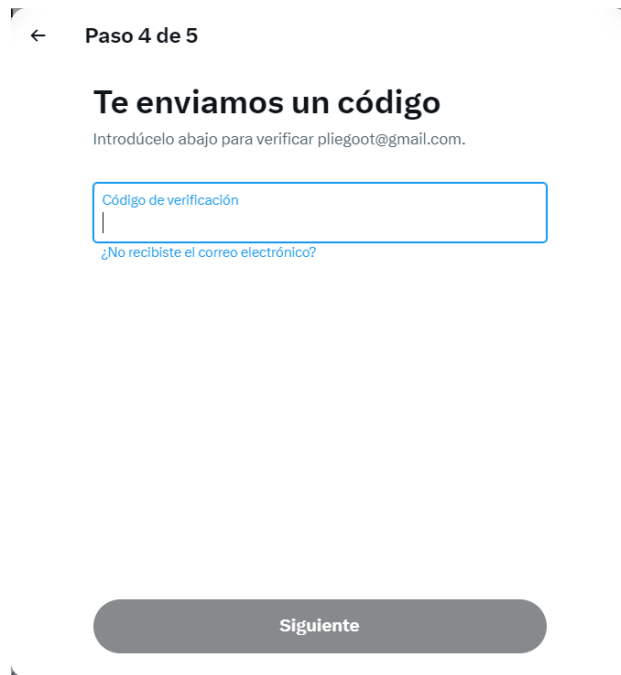 Paso 4 de 5
Te enviamos un código
Introdúcelo abajo para verificar pliegoot@gmail.com.
Código de verificación
¿No recibiste el correo electrónico?
Siguiente